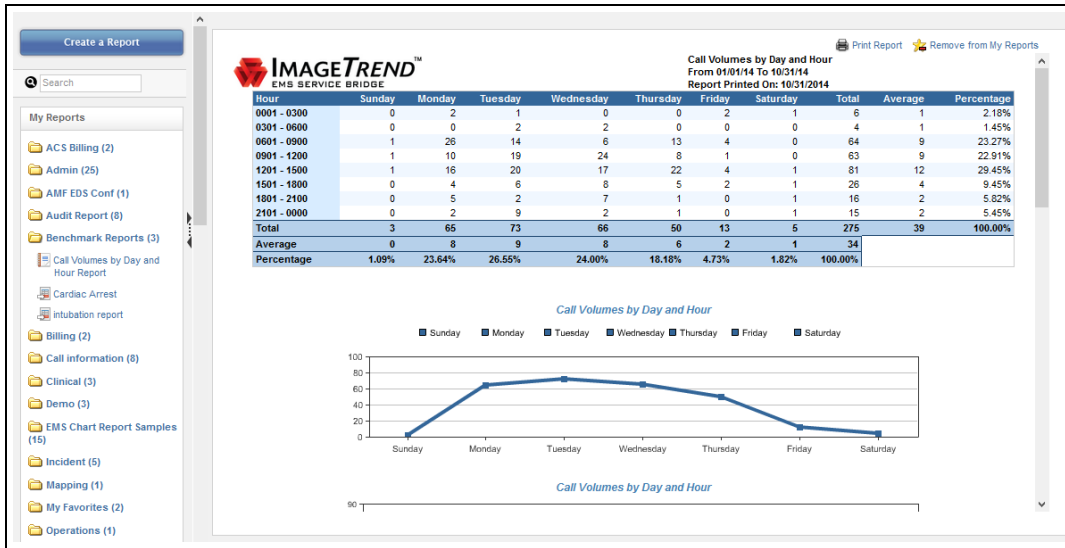 Create a Report
Search
My Reports
ACS Billing (2)
Admin (25)
AMF EDS Conf (1)
Audit Report (8)
Benchmark Reports (3)
Call Volumes by Day and
Hour Report
Cardiac Arrest
intubation report
Billing (2)
Call information (8)
Clinical (3)
Demo (3)
EMS Chart Report Samples
(15)
Incident (5)
Mapping (1)
My Favorites (2)
Operations (1)
Print Report Remove from My Reports
IMAGETREND™
EMS SERVICE BRIDGE
Call Volumes by Day and Hour
From 01/01/14 To 10/31/14
Report Printed On: 10/31/2014
Hour Sunday Monday Tuesday Wednesday Thursday Friday Saturday Total Average Percentage
0001 - 0300 0 2 1 0 0 2 1 6 1 2.18%
0301 - 0600 0 0 2 2 0 0 0 4 1 1.45%
0601 - 0900 1 26 14 6 13 4 0 64 9 23.27%
0901 - 1200 1 10 19 24 8 1 0 63 9 22.91%
1201 - 1500 1 16 20 17 22 4 1 81 12 29.45%
1501 - 1800 0 4 6 8 5 2 1 26 4 9.45%
1801 - 2100 0 5 2 7 1 0 1 16 2 5.82%
2101 - 0000 0 2 9 2 1 0 1 15 2 5.45%
Total 3 65 73 66 50 13 5 275 39 100.00%
Average 0 8 9 8 6 2 1 34
Percentage 1.09% 23.64% 26.55% 24.00% 18.18% 4.73% 1.82% 100.00%
Call Volumes by Day and Hour
Sunday Monday Tuesday Wednesday Thursday Friday Saturday
100
80
60
40
20
0
Sunday Monday Tuesday Wednesday Thursday Friday Saturday
Call Volumes by Day and Hour
90